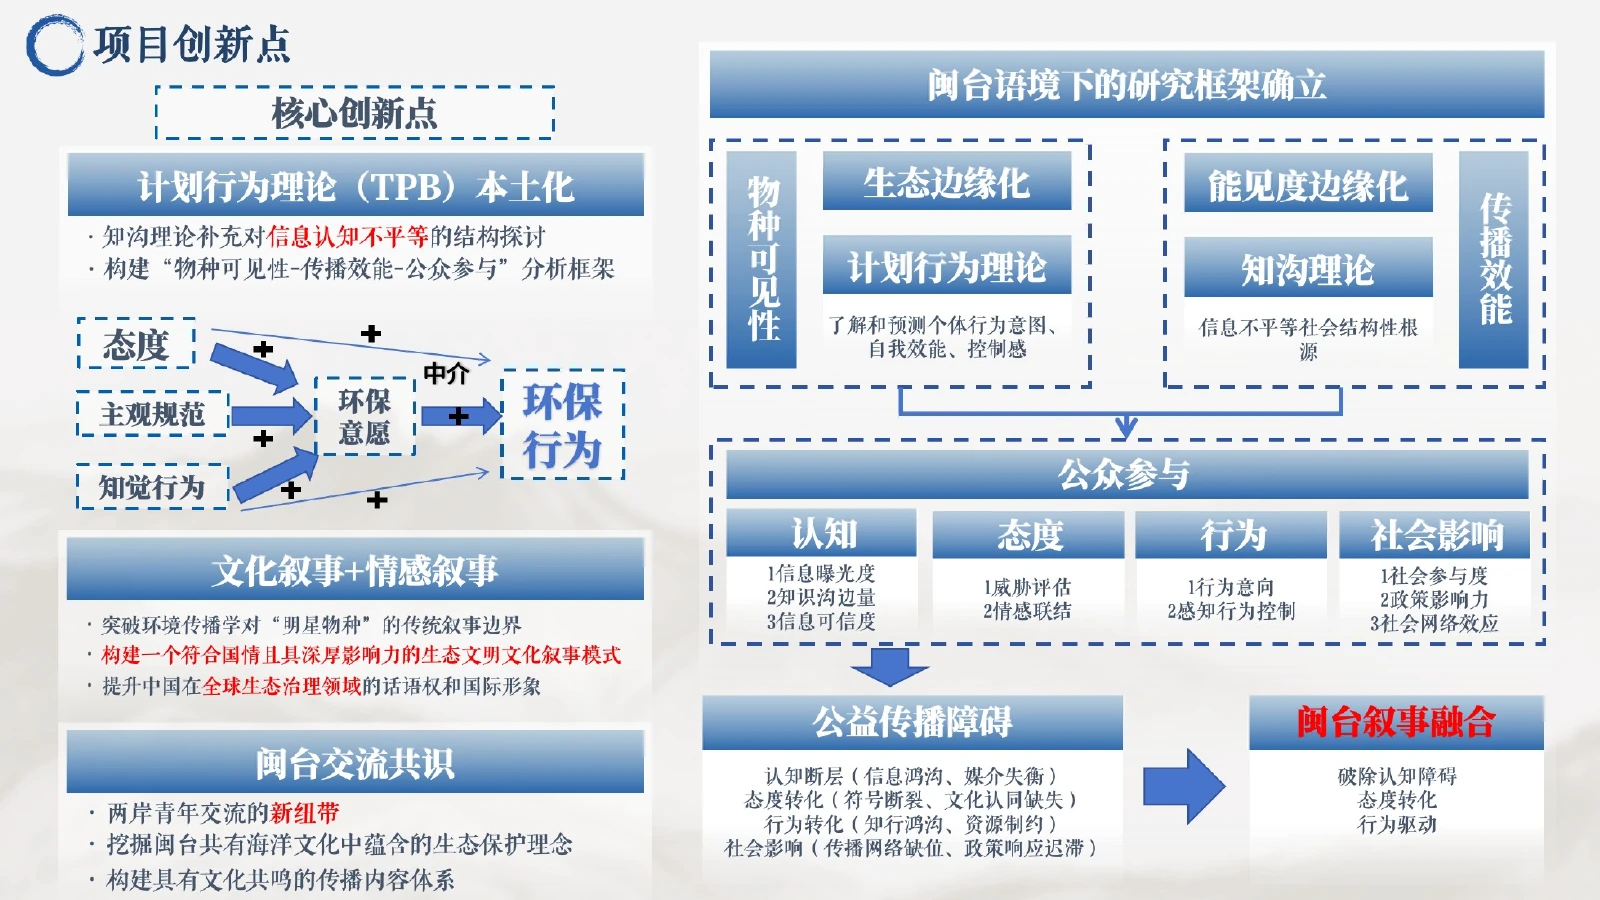 项目创新点
核心创新点
计划行为理论（TPB）本土化
· 知沟理论补充对信息认知不平等的结构探讨
· 构建“物种可见性-传播效能-公众参与”分析框架
态度
主观规范
知觉行为
+
+
+
+
+
+
环保
意愿
中介
环保
行为
文化叙事+情感叙事
· 突破环境传播学对“明星物种”的传统叙事边界
· 构建一个符合国情且具深厚影响力的生态文明文化叙事模式
· 提升中国在全球生态治理领域的话语权和国际形象
闽台交流共识
· 两岸青年交流的新纽带
· 挖掘闽台共有海洋文化中蕴含的生态保护理念
· 构建具有文化共鸣的传播内容体系
闽台语境下的研究框架确立
物种可见性
生态边缘化
计划行为理论
了解和预测个体行为意图、
自我效能、控制感
能见度边缘化
知沟理论
信息不平等社会结构性根
源
传播效能
公众参与
认知
1信息曝光度
2知识沟边量
3信息可信度
态度
1威胁评估
2情感联结
行为
1行为意向
2感知行为控制
社会影响
1社会参与度
2政策影响力
3社会网络效应
公益传播障碍
认知断层（信息鸿沟、媒介失衡）
态度转化（符号断裂、文化认同缺失）
行为转化（知行鸿沟、资源制约）
社会影响（传播网络缺位、政策响应迟滞）
闽台叙事融合
破除认知障碍
态度转化
行为驱动